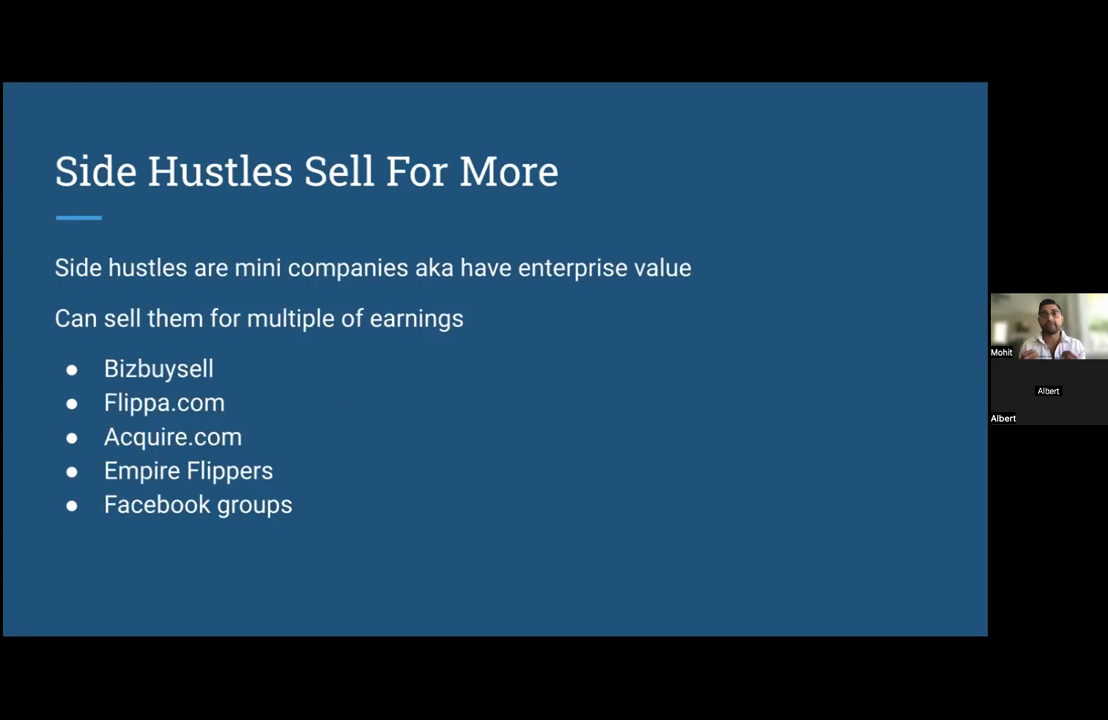 Side Hustles Sell For More
Side hustles are mini companies aka have enterprise value
Can sell them for multiple of earnings
● Bizbuysell
● Flippa.com
● Acquire.com
● Empire Flippers
● Facebook groups
Mohit
Albert
Albert